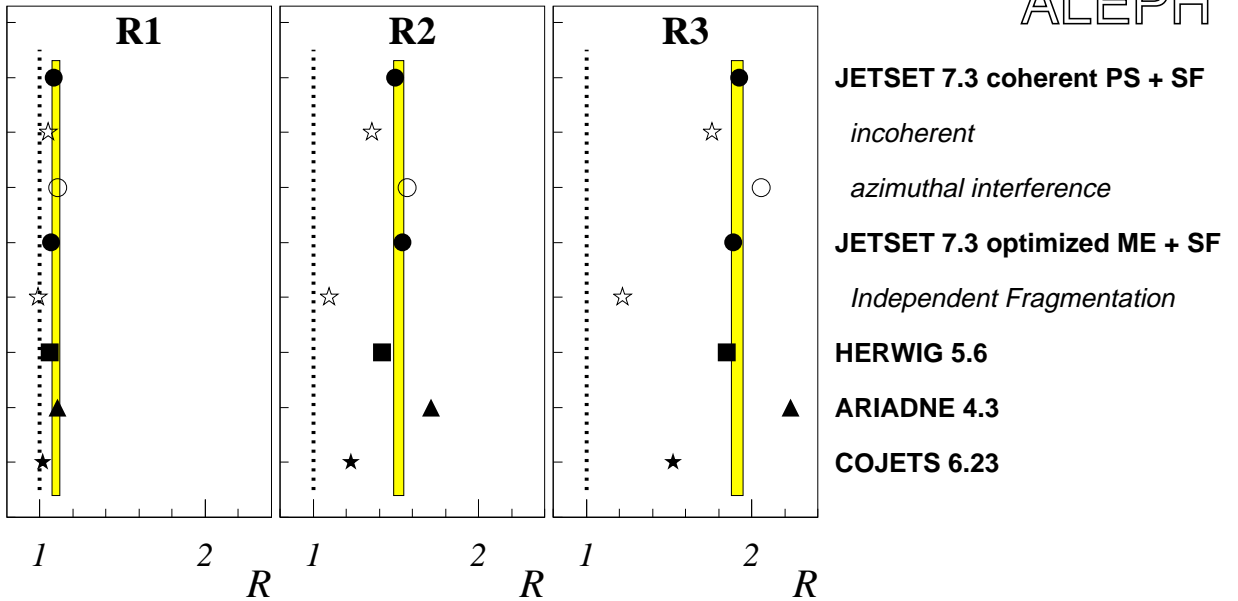 ALEPH
R1 R2 R3
JETSET 7.3 coherent PS + SF
incoherent
azimuthal interference
JETSET 7.3 optimized ME + SF
Independent Fragmentation
HERWIG 5.6
ARIADNE 4.3
COJETS 6.23
1 2 1 2 1 2
R R R